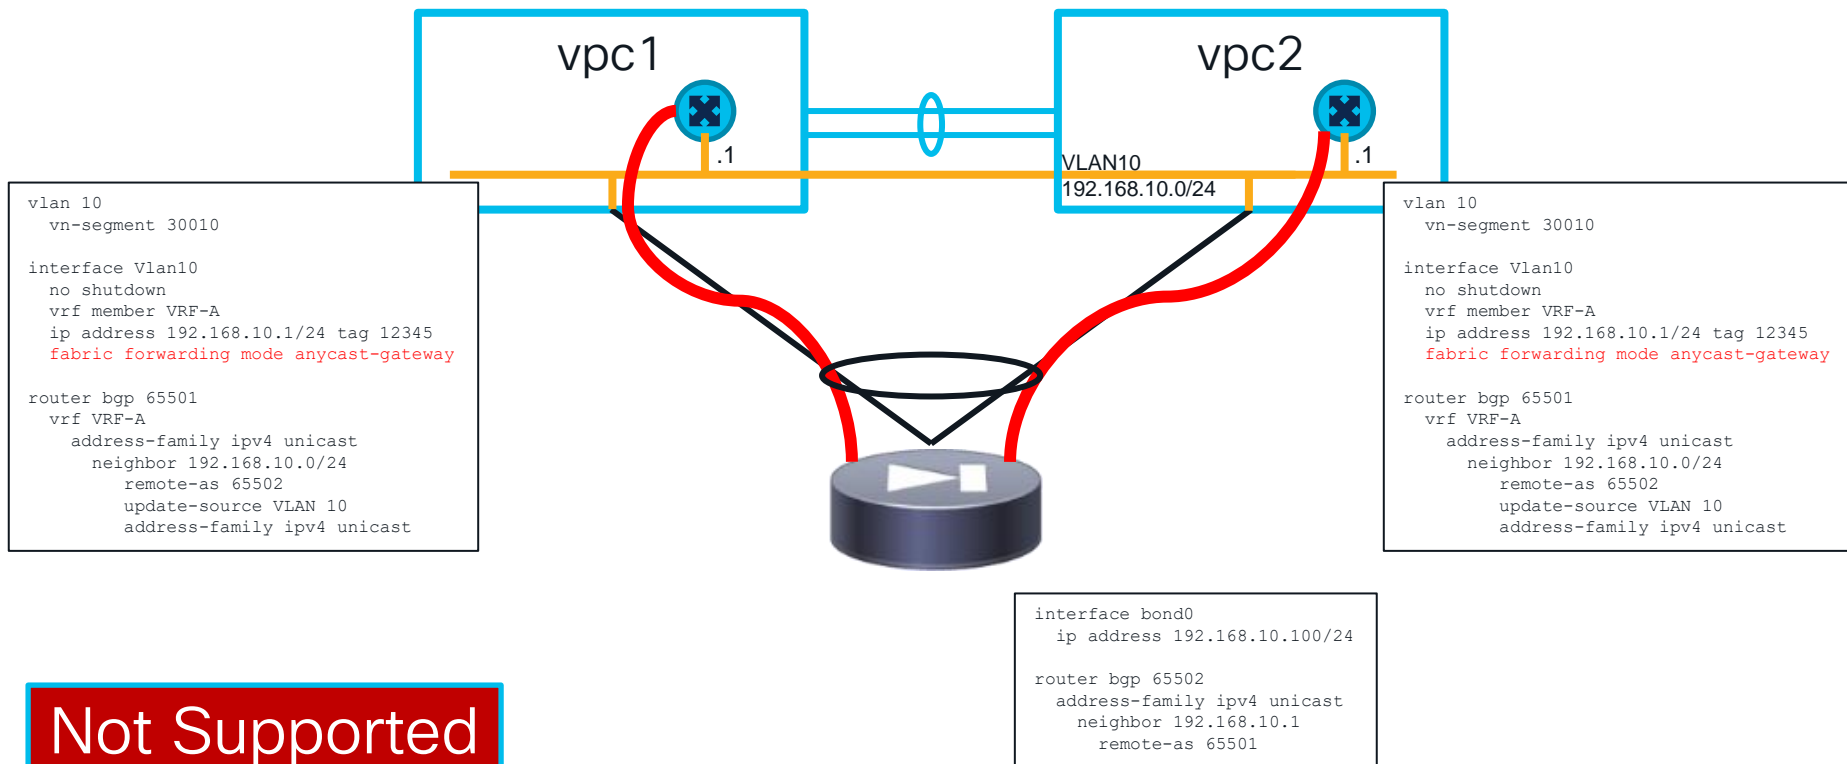 vpc1
vpc2
.1
.1
VLAN10
192.168.10.0/24
vlan 10
  vn-segment 30010
interface Vlan10
  no shutdown
  vrf member VRF-A
  ip address 192.168.10.1/24 tag 12345
  fabric forwarding mode anycast-gateway
router bgp 65501
  vrf VRF-A
    address-family ipv4 unicast
      neighbor 192.168.10.0/24
         remote-as 65502
         update-source VLAN 10
         address-family ipv4 unicast
vlan 10
  vn-segment 30010
interface Vlan10
  no shutdown
  vrf member VRF-A
  ip address 192.168.10.1/24 tag 12345
  fabric forwarding mode anycast-gateway
router bgp 65501
  vrf VRF-A
    address-family ipv4 unicast
      neighbor 192.168.10.0/24
         remote-as 65502
         update-source VLAN 10
         address-family ipv4 unicast
interface bond0
  ip address 192.168.10.100/24
router bgp 65502
  address-family ipv4 unicast
    neighbor 192.168.10.1
      remote-as 65501
Not Supported